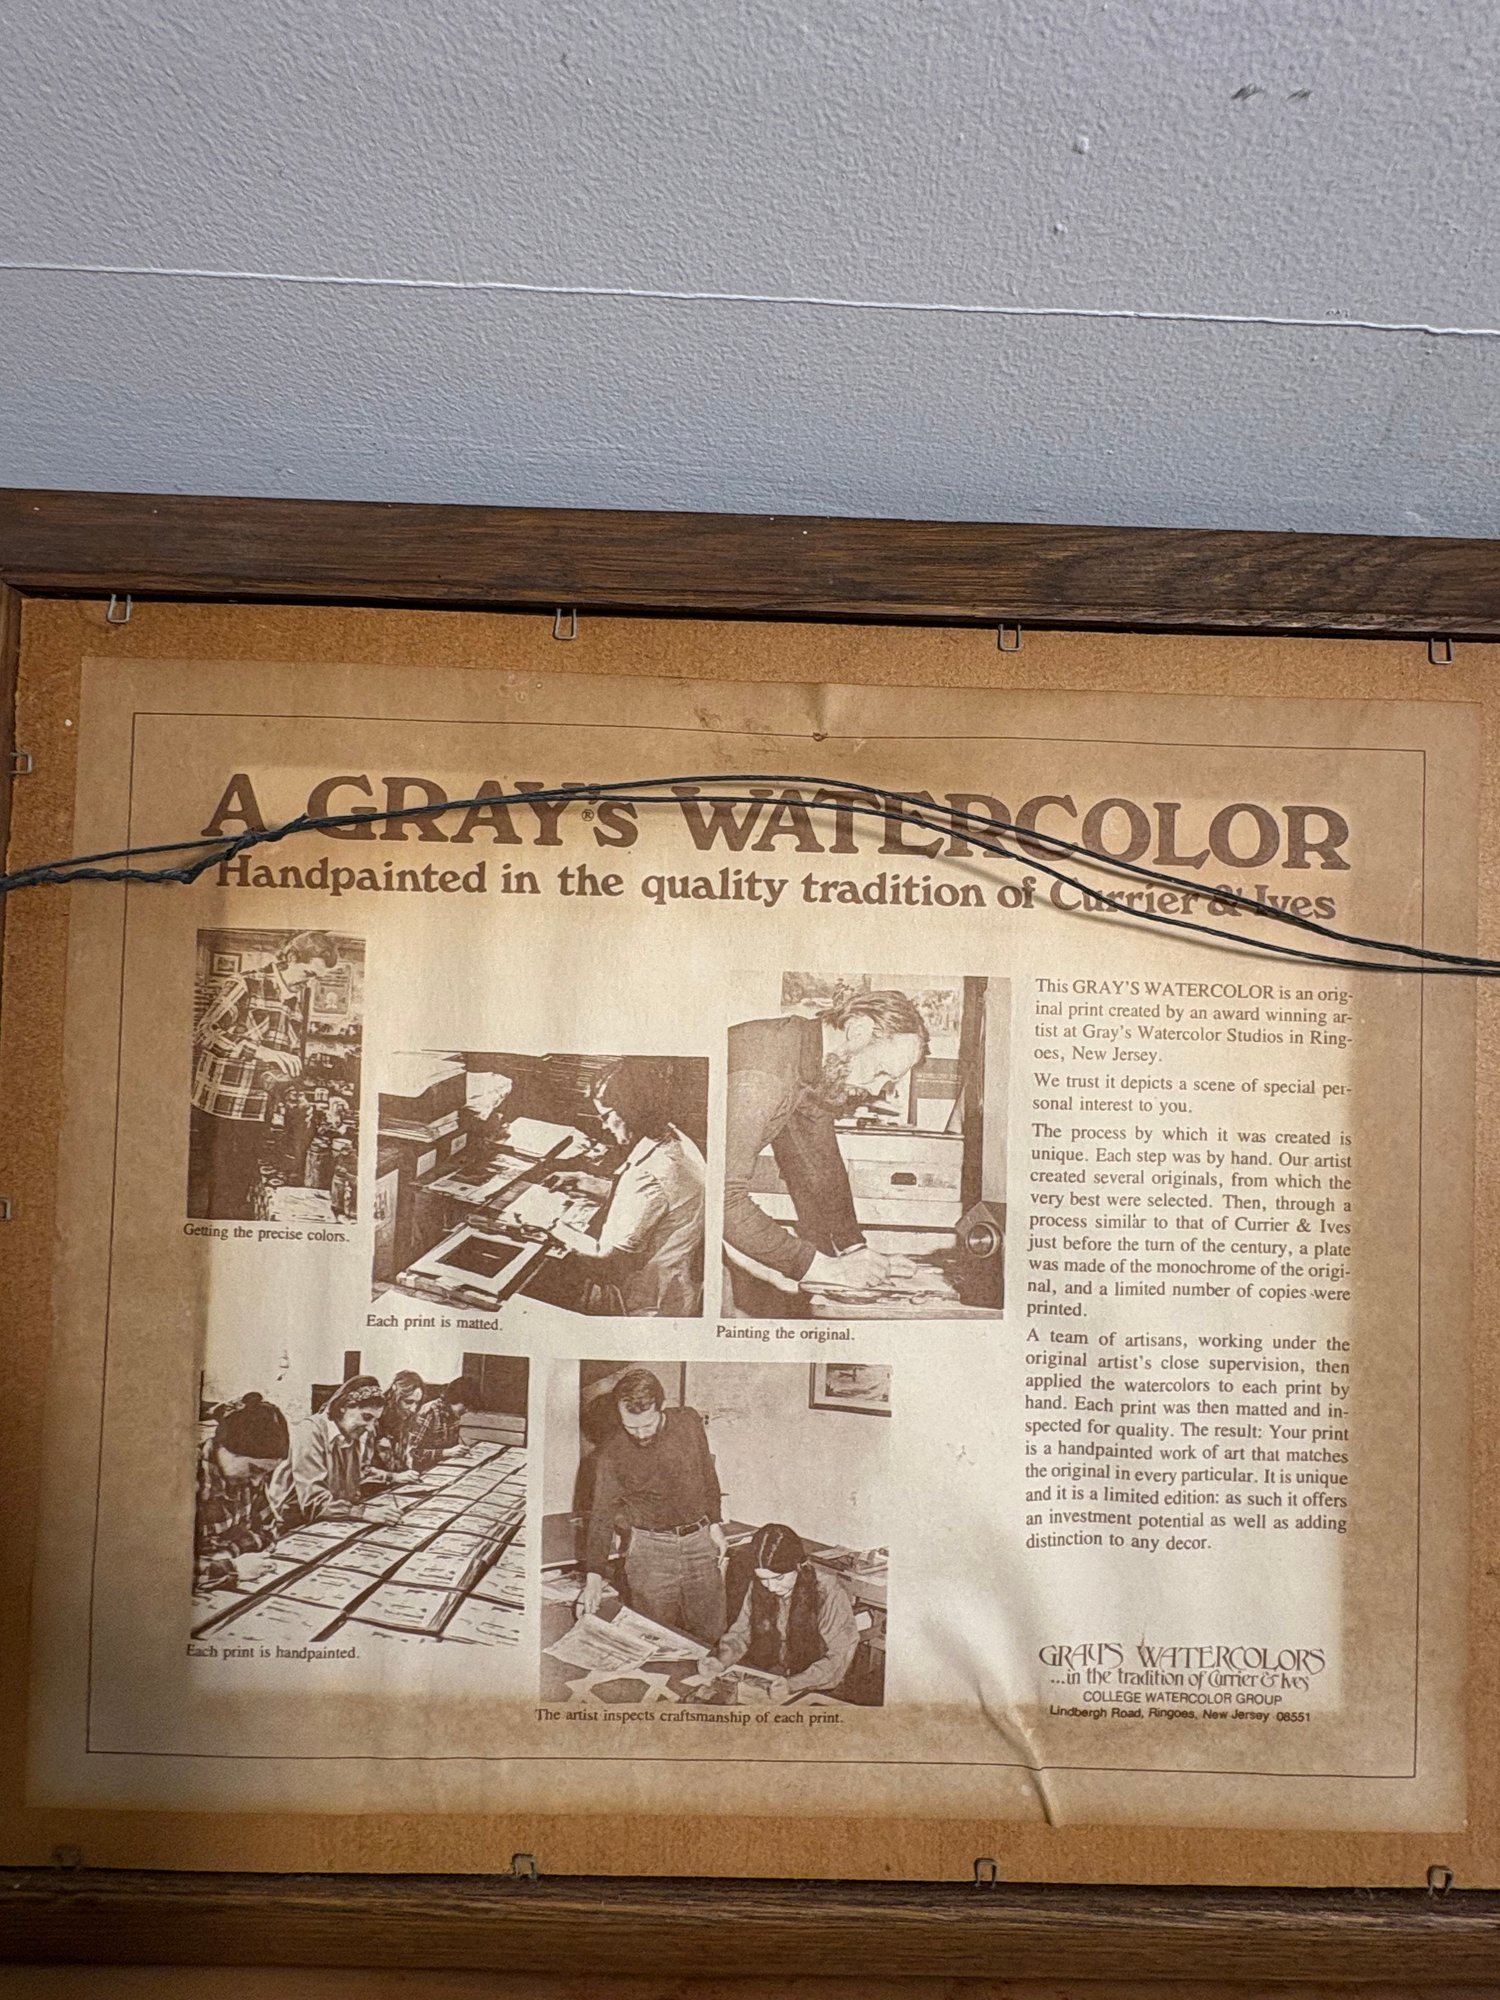 A GRAY'S® WATERCOLOR
Handpainted in the quality tradition of Currier & Ives
Getting the precise colors.
Each print is matted.
Painting the original.
Each print is handpainted.
The artist inspects craftsmanship of each print.
This GRAY'S WATERCOLOR is an orig-
inal print created by an award winning ar-
tist at Gray's Watercolor Studios in Ring-
oes, New Jersey.
We trust it depicts a scene of special per-
sonal interest to you.
The process by which it was created is
unique. Each step was by hand. Our artist
created several originals, from which the
very best were selected. Then, through a
process similar to that of Currier & Ives
just before the turn of the century, a plate
was made of the monochrome of the origi-
nal, and a limited number of copies were
printed.
A team of artisans, working under the
original artist's close supervision, then
applied the watercolors to each print by
hand. Each print was then matted and in-
spected for quality. The result: Your print
is a handpainted work of art that matches
the original in every particular. It is unique
and it is a limited edition: as such it offers
an investment potential as well as adding
distinction to any decor.
GRAY'S WATERCOLORS
...in the tradition of Currier & Ives
COLLEGE WATERCOLOR GROUP
Lindbergh Road, Ringoes, New Jersey 08551